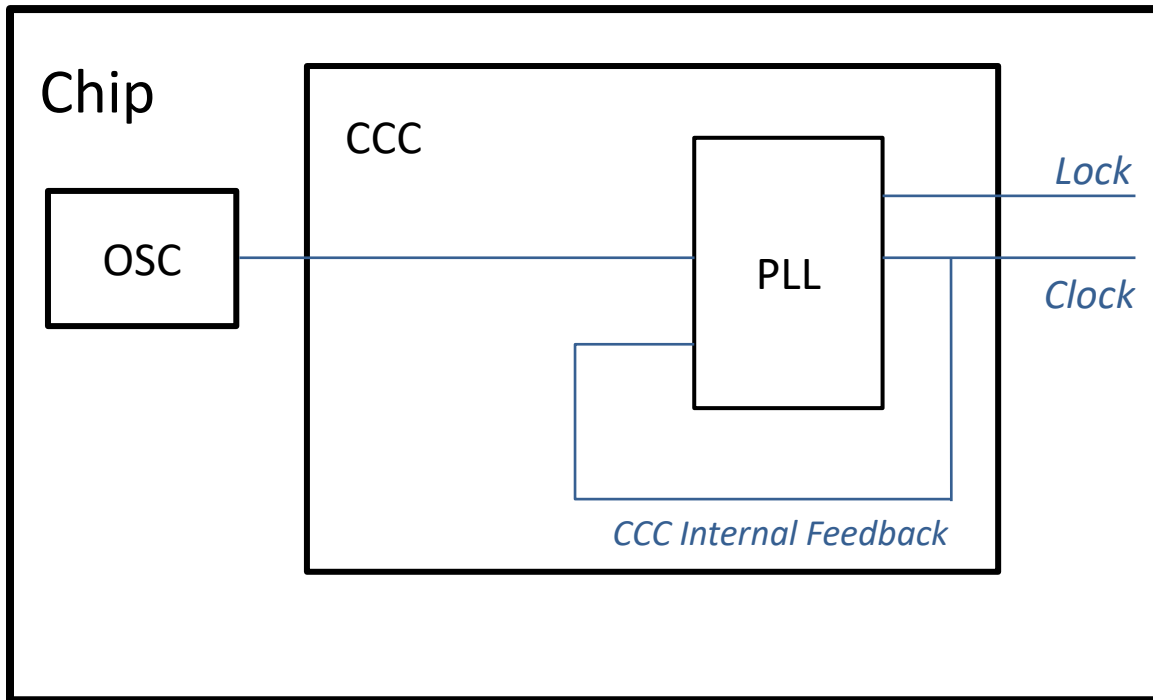 Chip
CCC
Lock
OSC
PLL
Clock
CCC Internal Feedback